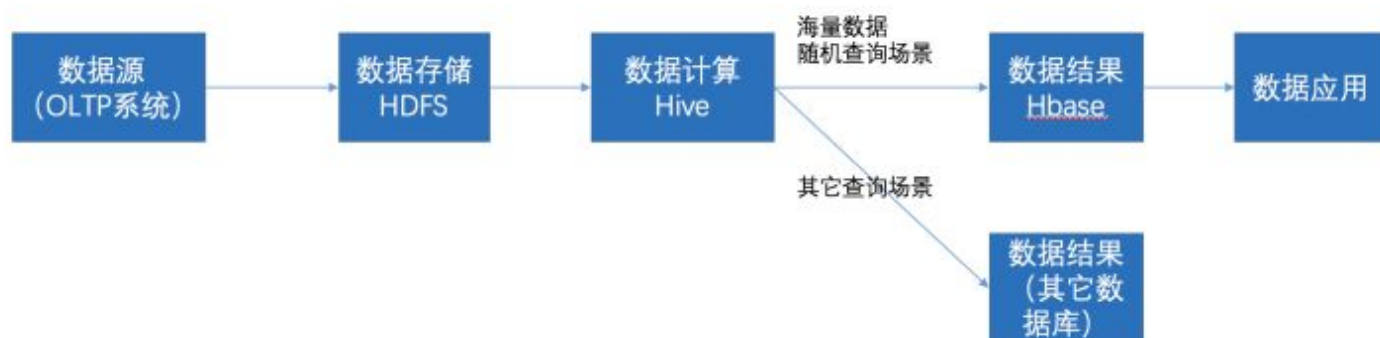 数据源
（OLTP系统）
数据存储
HDFS
数据计算
Hive
海量数据
随机查询场景
数据结果
Hbase
数据应用
其它查询场景
数据结果
（其它数
据库）